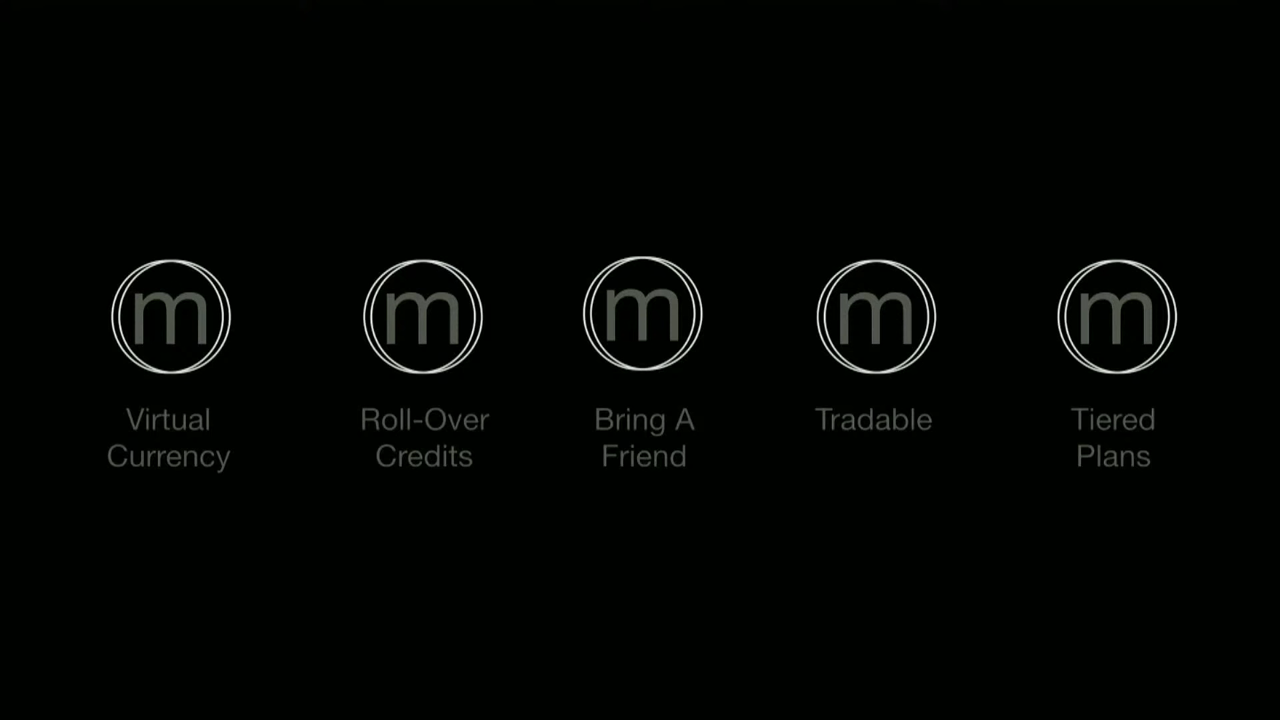 m m m m m
Virtual
Currency
Roll-Over
Credits
Bring A
Friend
Tradable
Tiered
Plans